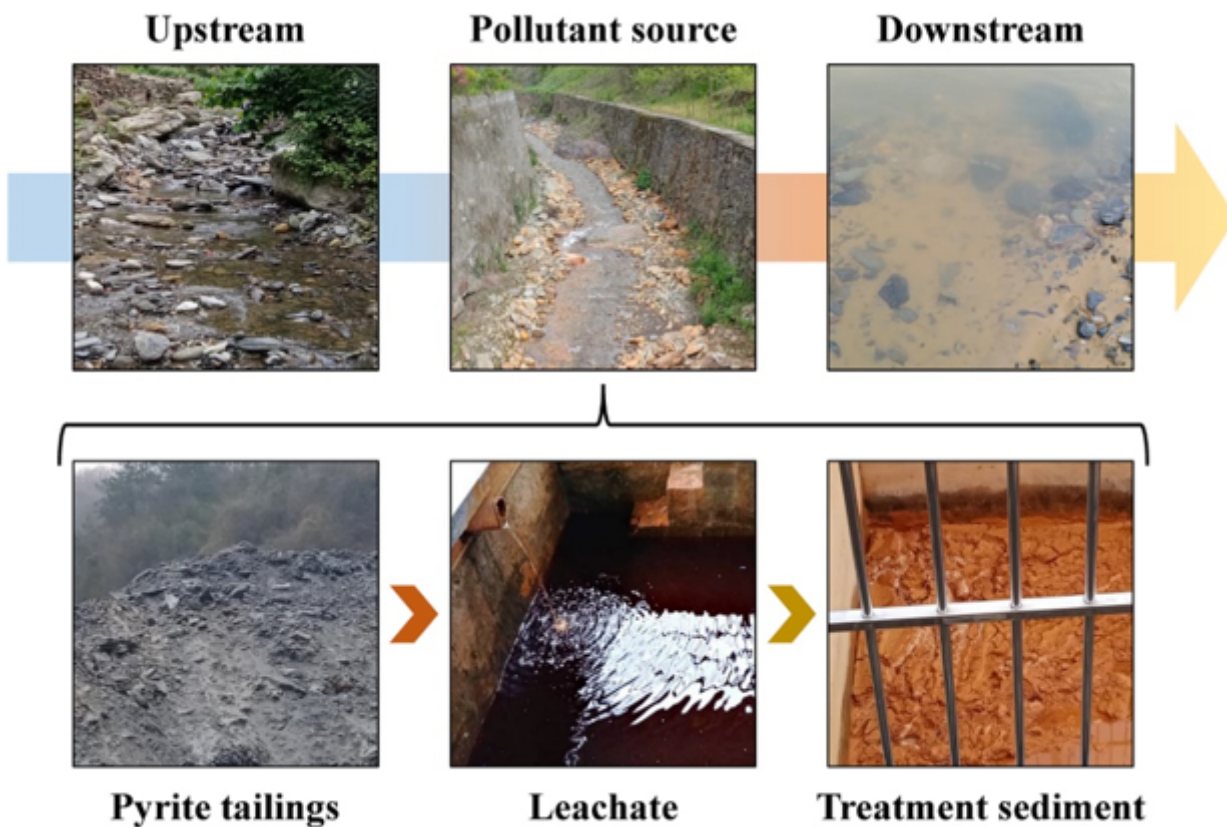 Upstream
Pollutant source
Downstream
Pyrite tailings
Leachate
Treatment sediment